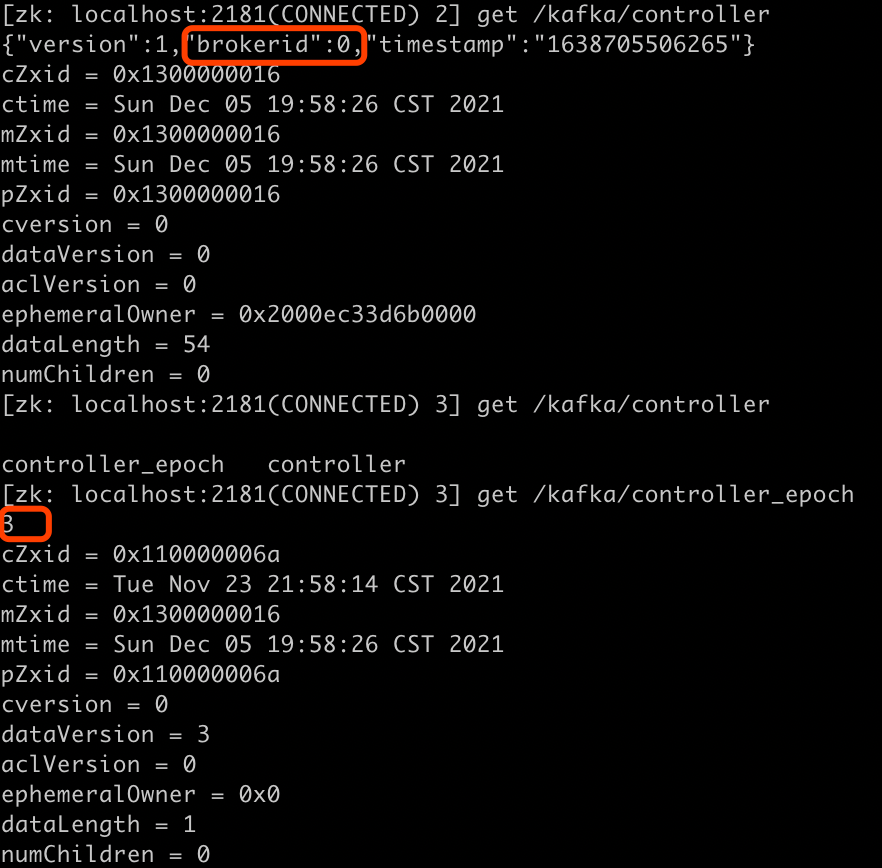 [zk: localhost:2181(CONNECTED) 2] get /kafka/controller
{"version":1,"brokerid":0,"timestamp":"1638705506265"}
cZxid = 0x1300000016
ctime = Sun Dec 05 19:58:26 CST 2021
mZxid = 0x1300000016
mtime = Sun Dec 05 19:58:26 CST 2021
pZxid = 0x1300000016
cversion = 0
dataVersion = 0
aclVersion = 0
ephemeralOwner = 0x2000ec33d6b0000
dataLength = 54
numChildren = 0
[zk: localhost:2181(CONNECTED) 3] get /kafka/controller
controller_epoch   controller
[zk: localhost:2181(CONNECTED) 3] get /kafka/controller_epoch
3
cZxid = 0x110000006a
ctime = Tue Nov 23 21:58:14 CST 2021
mZxid = 0x1300000016
mtime = Sun Dec 05 19:58:26 CST 2021
pZxid = 0x110000006a
cversion = 0
dataVersion = 3
aclVersion = 0
ephemeralOwner = 0x0
dataLength = 1
numChildren = 0